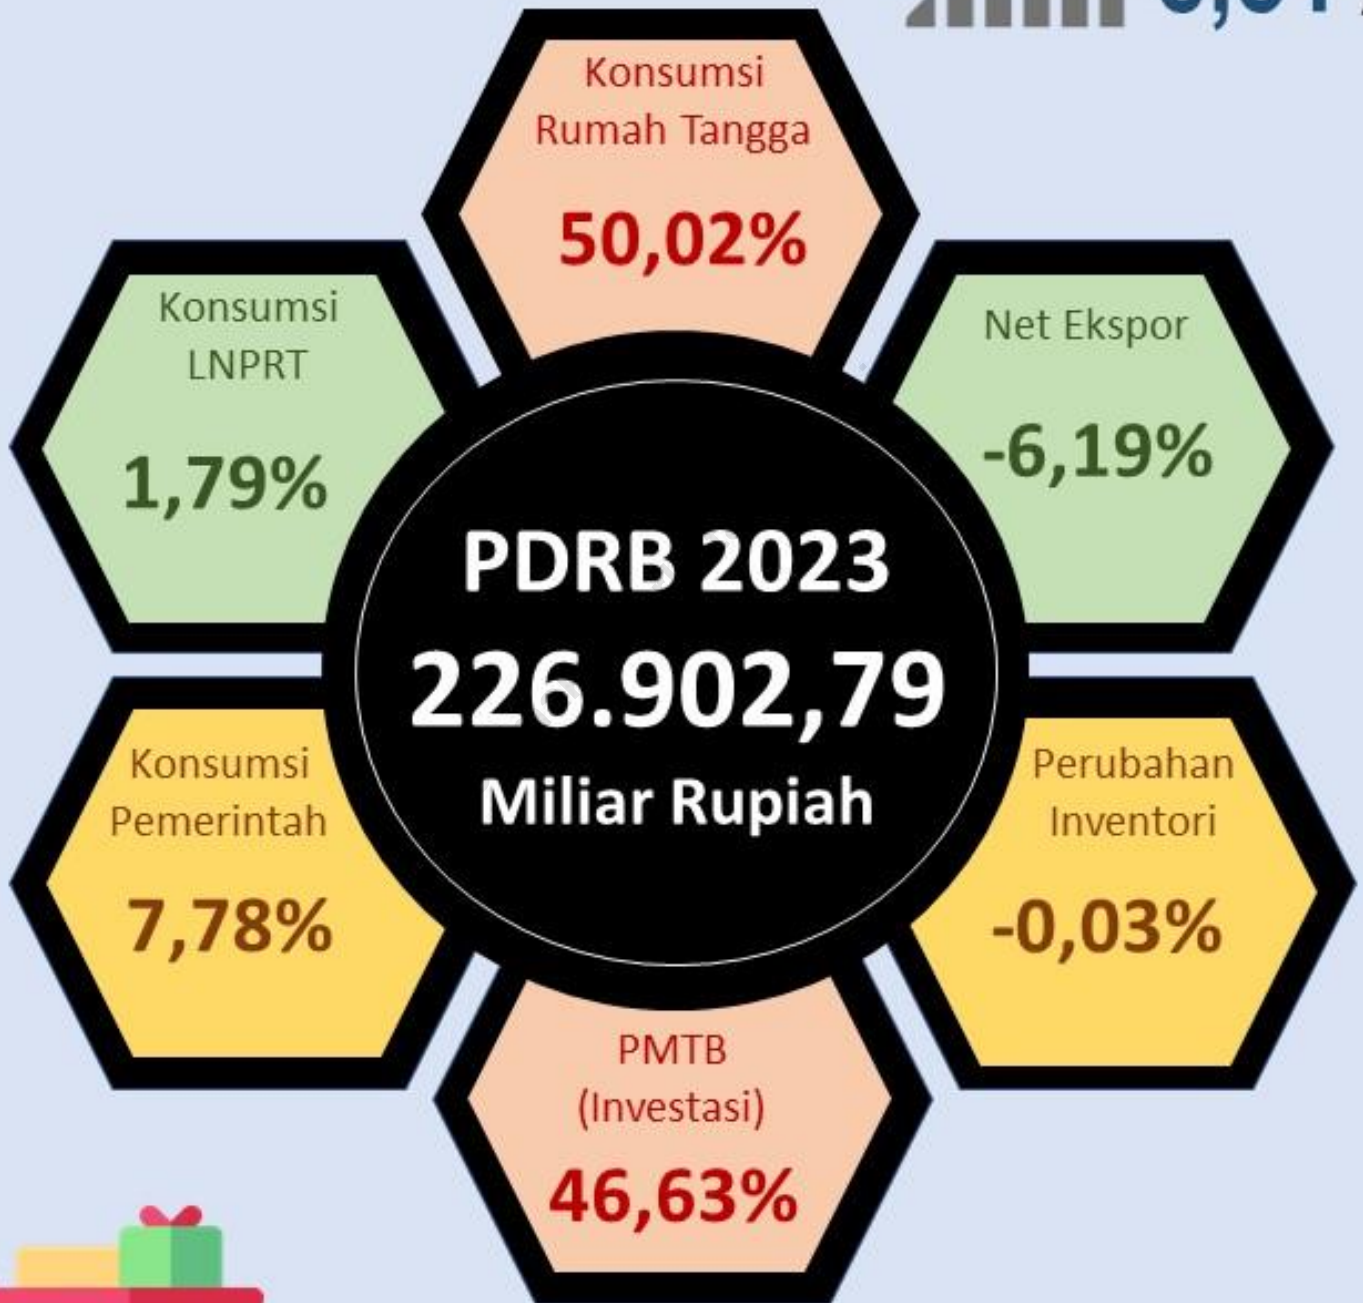 Konsumsi
Rumah Tangga
50,02%
Konsumsi
LNPRT
1,79%
Net Ekspor
-6,19%
PDRB 2023
226.902,79
Miliar Rupiah
Konsumsi
Pemerintah
7,78%
Perubahan
Inventori
-0,03%
PMTB
(Investasi)
46,63%